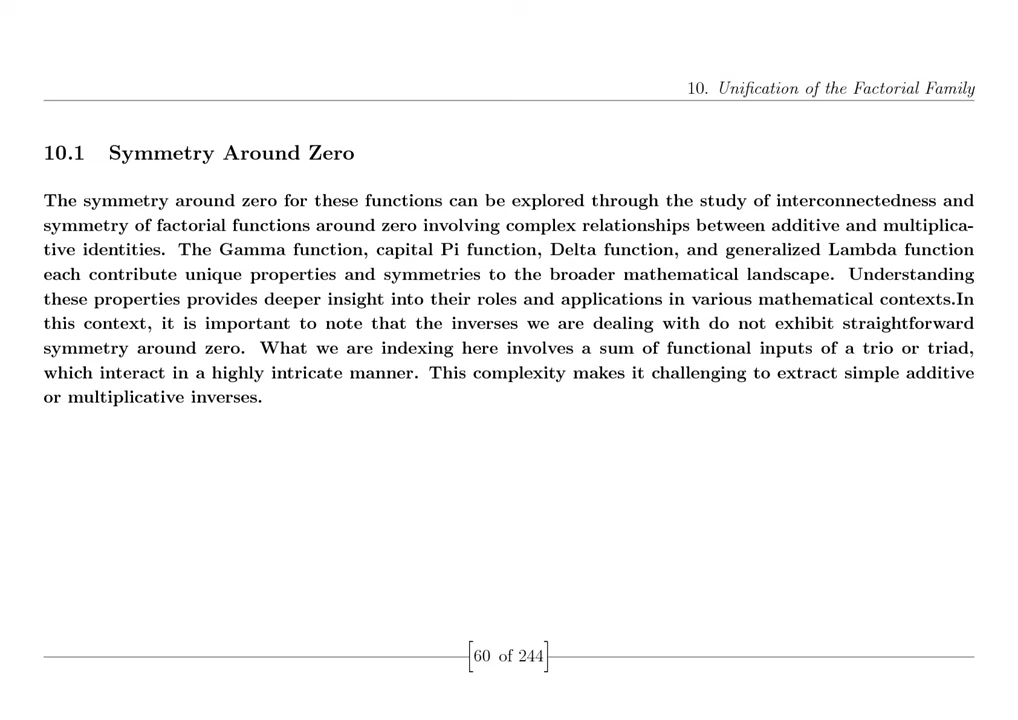 10. Unification of the Factorial Family
10.1 Symmetry Around Zero
The symmetry around zero for these functions can be explored through the study of interconnectedness and
symmetry of factorial functions around zero involving complex relationships between additive and multiplica-
tive identities. The Gamma function, capital Pi function, Delta function, and generalized Lambda function
each contribute unique properties and symmetries to the broader mathematical landscape. Understanding
these properties provides deeper insight into their roles and applications in various mathematical contexts.In
this context, it is important to note that the inverses we are dealing with do not exhibit straightforward
symmetry around zero. What we are indexing here involves a sum of functional inputs of a trio or triad,
which interact in a highly intricate manner. This complexity makes it challenging to extract simple additive
or multiplicative inverses.
[60 of 244]